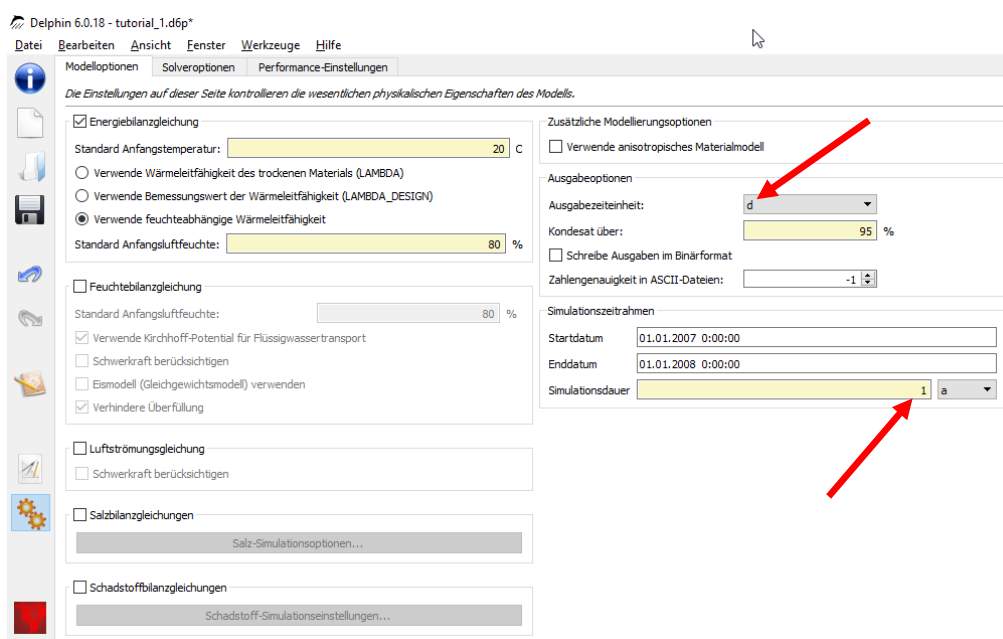 Delphin 6.0.18 - tutorial_1.d6p*
Datei Bearbeiten Ansicht Fenster Werkzeuge Hilfe
Modelloptionen Solveroptionen Performance-Einstellungen
Die Einstellungen auf dieser Seite kontrollieren die wesentlichen physikalischen Eigenschaften des Modells.
Energiebilanzgleichung
Standard Anfangstemperatur: 20 C
Verwende Wärmeleitfähigkeit des trockenen Materials (LAMBDA)
Verwende Bemessungswert der Wärmeleitfähigkeit (LAMBDA_DESIGN)
Verwende feuchteabhängige Wärmeleitfähigkeit
Standard Anfangsluftfeuchte: 80 %
Feuchtebilanzgleichung
Standard Anfangsluftfeuchte: 80 %
Verwende Kirchhoff-Potential für Flüssigwassertransport
Schwerkraft berücksichtigen
Eismodell (Gleichgewichtsmodell) verwenden
Verhindere Überfüllung
Luftströmungsgleichung
Schwerkraft berücksichtigen
Salzbilanzgleichungen
Salz-Simulationsoptionen...
Schadstoffbilanzgleichungen
Schadstoff-Simulationseinstellungen...
Zusätzliche Modellierungsoptionen
Verwende anisotropisches Materialmodell
Ausgabeoptionen
Ausgabezeiteinheit: d
Kondesat über: 95 %
Schreibe Ausgaben im Binärformat
Zahlengenauigkeit in ASCII-Dateien: -1
Simulationszeitrahmen
Startdatum 01.01.2007 0:00:00
Enddatum 01.01.2008 0:00:00
Simulationsdauer 1 a